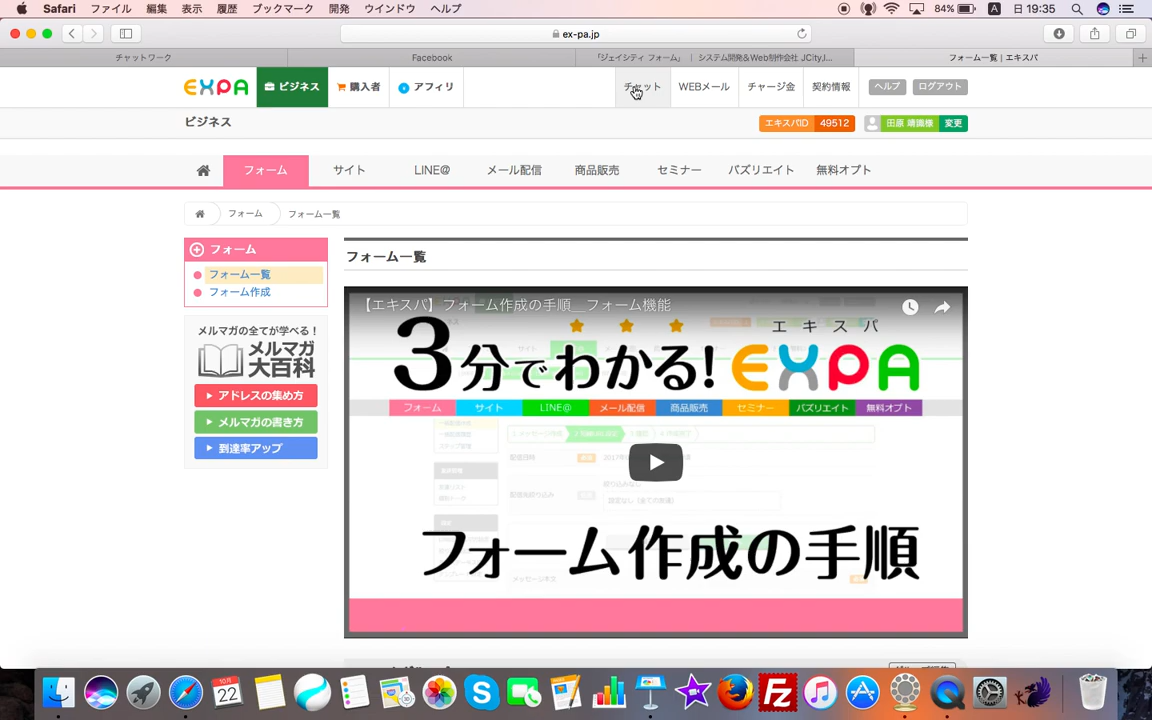 Safari ファイル 編集 表示 履歴 ブックマーク 開発 ウインドウ ヘルプ 84% A 日 19:35
ex-pa.jp
チャットワーク Facebook 「ジェイシティ フォーム」 | システム開発&Web制作会社 JCityJ... フォーム一覧 | エキスパ
EXPA ビジネス 購入者 アフィリ チャット WEBメール チャージ金 契約情報 ヘルプ ログアウト
ビジネス エキスパID 49512 田原 靖識様 変更
フォーム サイト LINE@ メール配信 商品販売 セミナー バズリエイト 無料オプト
フォーム フォーム一覧
フォーム
フォーム一覧
フォーム作成
メルマガの全てが学べる!
メルマガ
大百科
アドレスの集め方
メルマガの書き方
到達率アップ
フォーム一覧
【エキスパ】フォーム作成の手順__フォーム機能
エキスパ
3分でわかる! EXPA
フォーム サイト LINE@ メール配信 商品販売 セミナー バズリエイト 無料オプト
フォーム作成の手順
10月
22